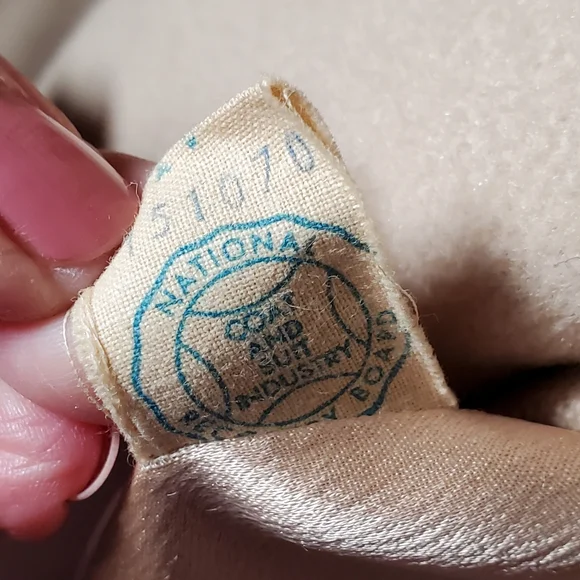 51070
NATIONAL
COAT
AND
SUIT
INDUSTRY
BOARD